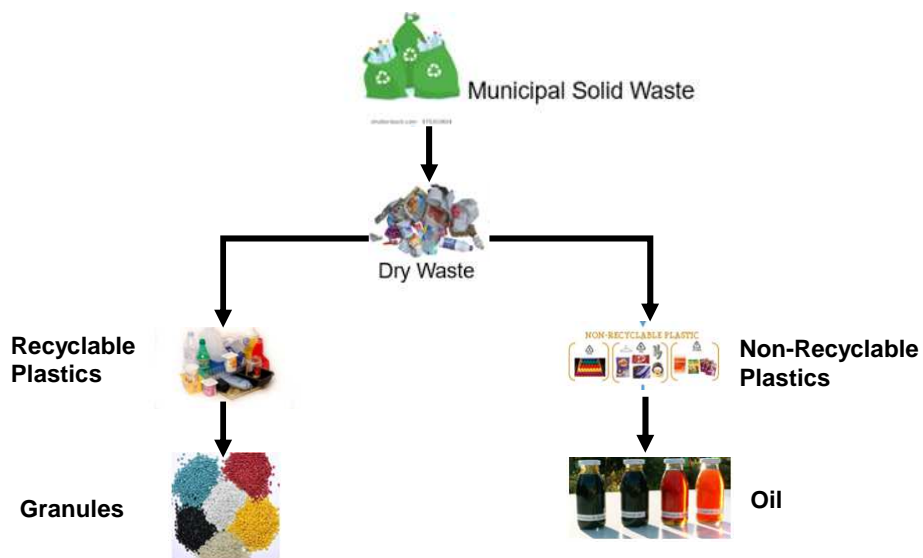 Municipal Solid Waste
Dry Waste
Recyclable
Plastics
NON-RECYCLABLE PLASTIC
Non-Recyclable
Plastics
Granules
Oil